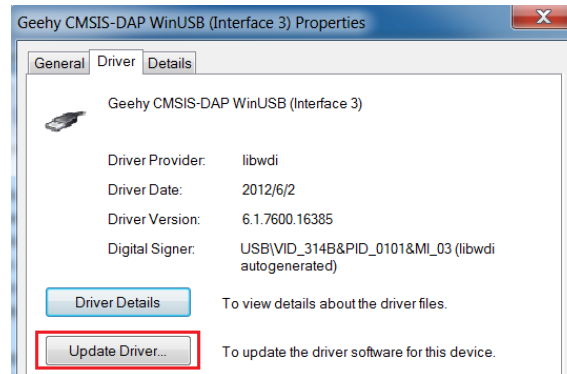 Geehy CMSIS-DAP WinUSB (Interface 3) Properties
General Driver Details
Geehy CMSIS-DAP WinUSB (Interface 3)
Driver Provider: libwdi
Driver Date: 2012/6/2
Driver Version: 6.1.7600.16385
Digital Signer: USB\VID_314B&PID_0101&MI_03 (libwdi
autogenerated)
Driver Details To view details about the driver files.
Update Driver... To update the driver software for this device.